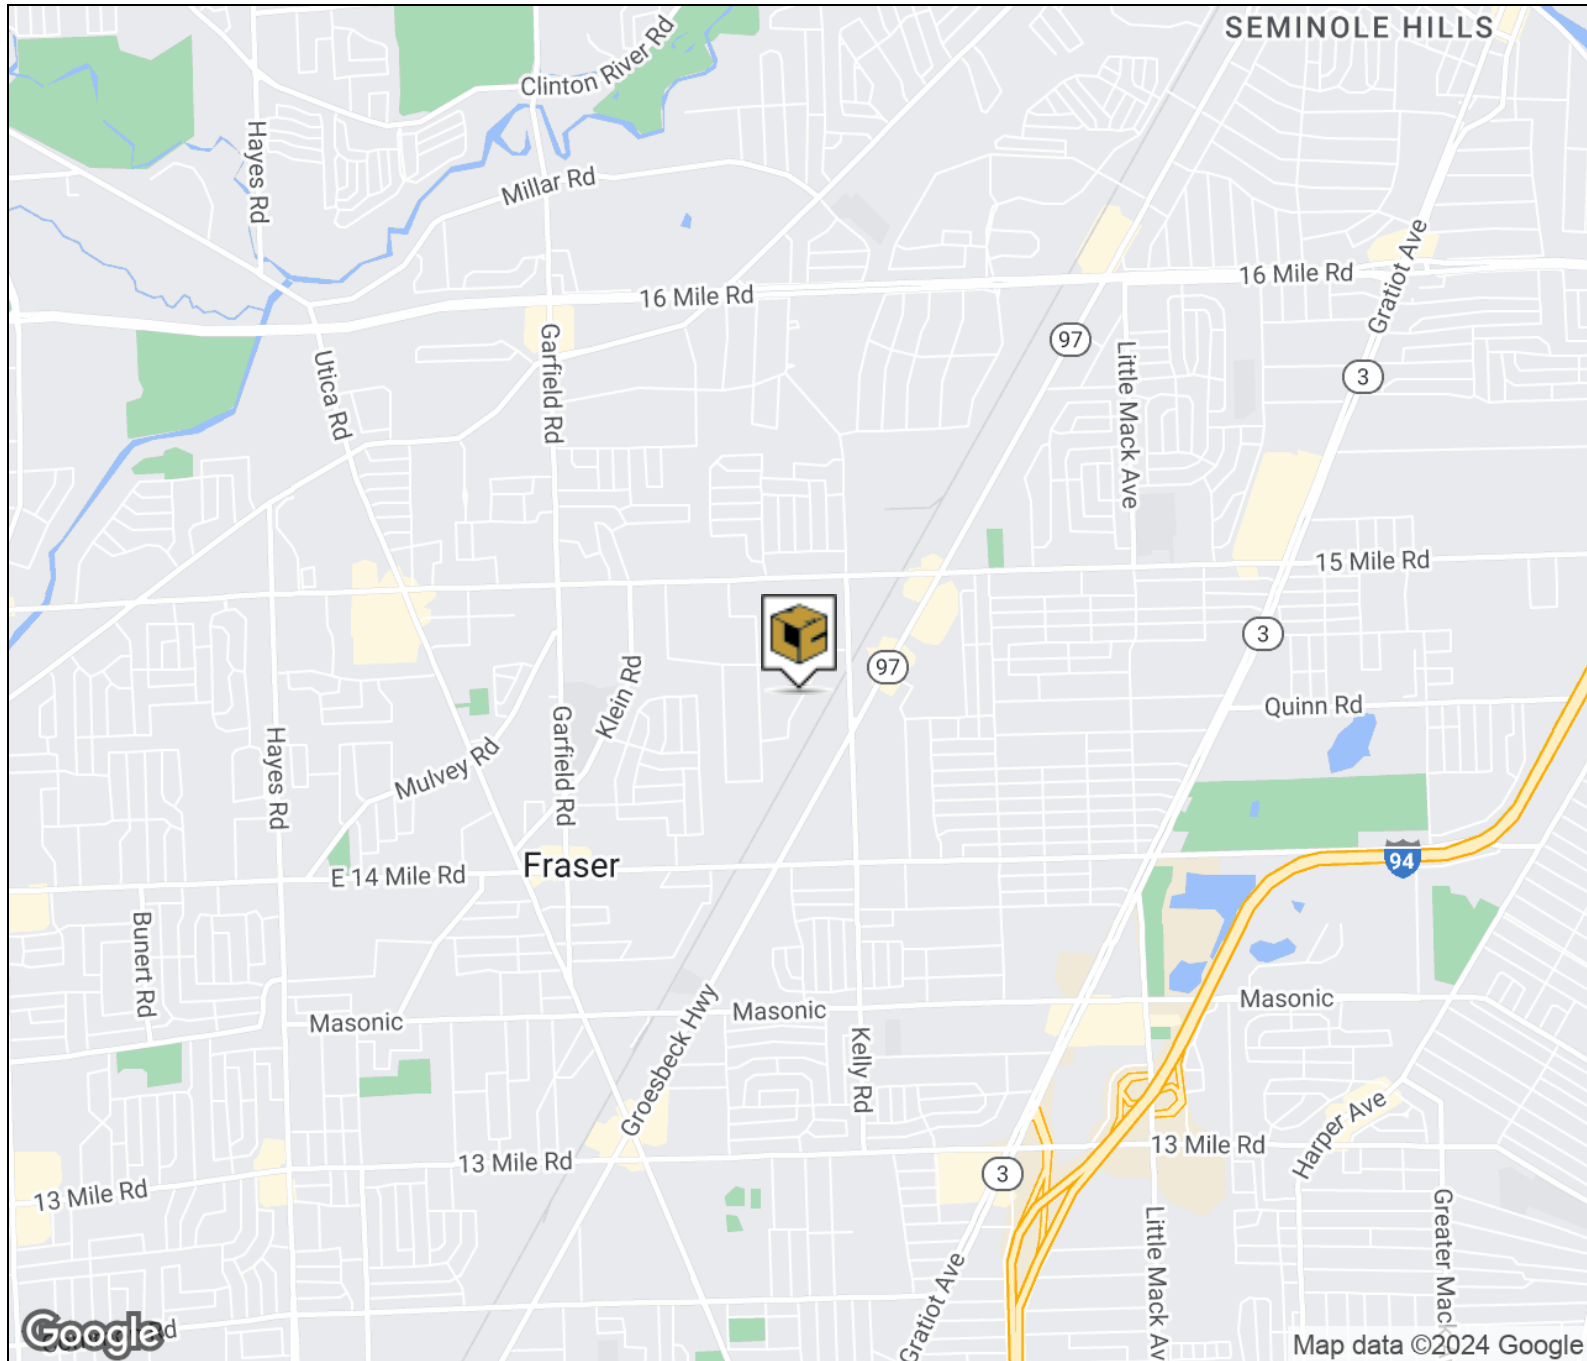 SEMINOLE HILLS
Clinton River Rd
Hayes Rd
Millar Rd
Gratiot Ave
16 Mile Rd
16 Mile Rd
97
Garfield Rd
Utica Rd
Little Mack Ave
3
15 Mile Rd
3
97
Klein Rd
Quinn Rd
Garfield Rd
Hayes Rd
Mulvey Rd
94
Fraser
E 14 Mile Rd
Bunert Rd
Masonic
Masonic
Masonic
Groesbeck Hwy
Kelly Rd
Harper Ave
13 Mile Rd
13 Mile Rd
13 Mile Rd
3
Greater Mack
Little Mack Av
Gratiot Ave
Google
Rd
Map data ©2024 Google